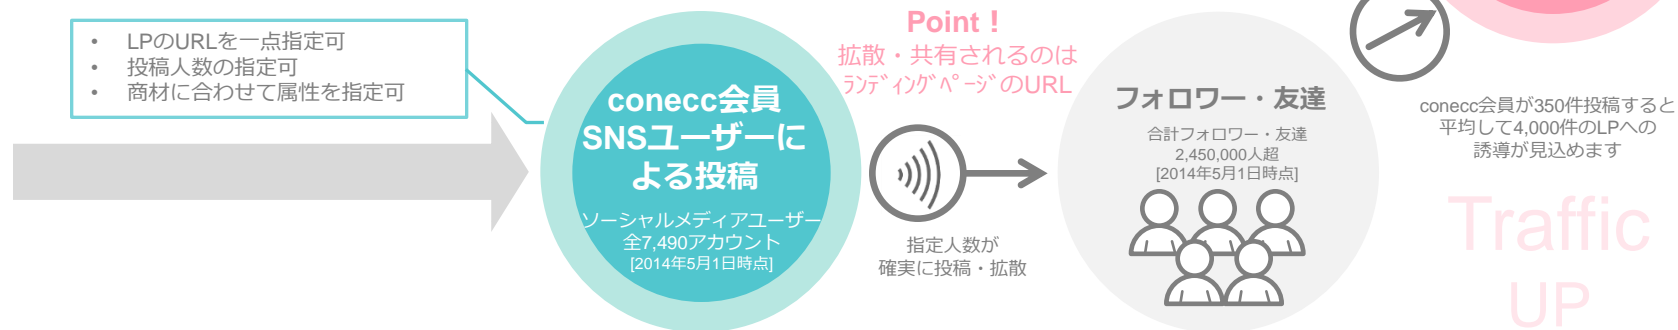 • LPのURLを一点指定可
• 投稿人数の指定可
• 商材に合わせて属性を指定可
conecc会員
SNSユーザーに
よる投稿
ソーシャルメディアユーザー
全7,490アカウント
[2014年5月1日時点]
Point！
拡散・共有されるのは
ﾗﾝﾃﾞｨﾝｸﾞﾍﾟｰｼﾞのURL
指定人数が
確実に投稿・拡散
フォロワー・友達
合計フォロワー・友達
2,450,000人超
[2014年5月1日時点]
conecc会員が350件投稿すると
平均して4,000件のLPへの
誘導が見込めます
Traffic
UP